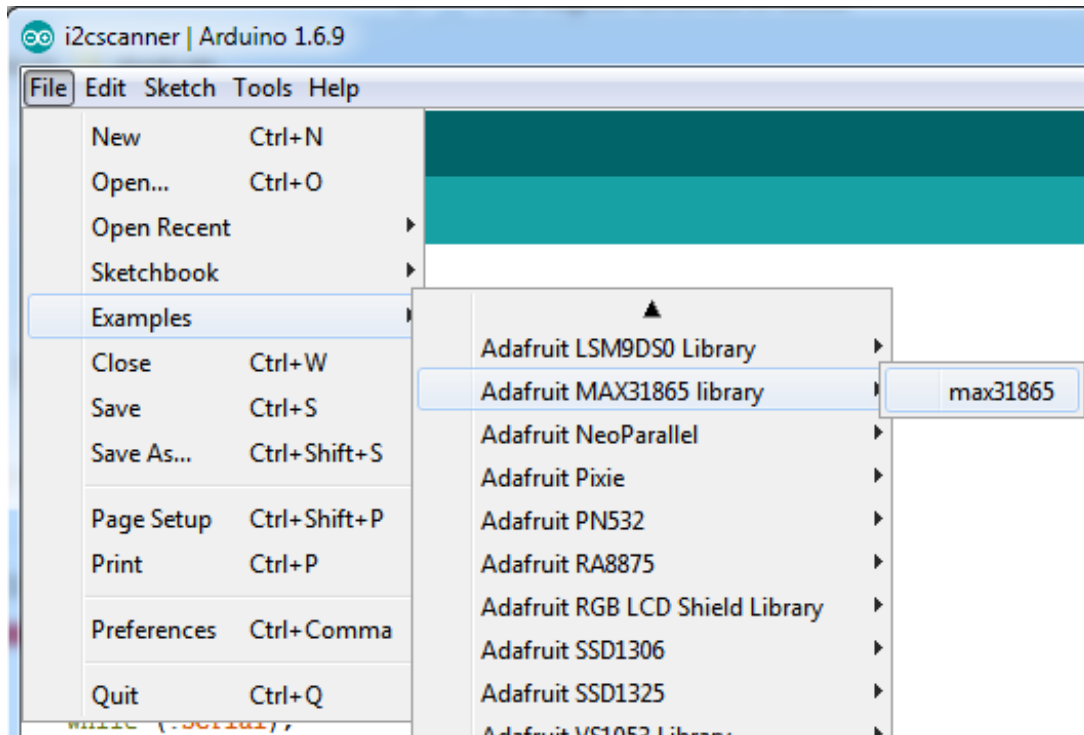 i2cscanner | Arduino 1.6.9
File Edit Sketch Tools Help
New Ctrl+N
Open... Ctrl+O
Open Recent
Sketchbook
Examples
Close Ctrl+W
Save Ctrl+S
Save As... Ctrl+Shift+S
Page Setup Ctrl+Shift+P
Print Ctrl+P
Preferences Ctrl+Comma
Quit Ctrl+Q
Adafruit LSM9DS0 Library
Adafruit MAX31865 library
Adafruit NeoParallel
Adafruit Pixie
Adafruit PN532
Adafruit RA8875
Adafruit RGB LCD Shield Library
Adafruit SSD1306
Adafruit SSD1325
Adafruit VS1053 Library
max31865